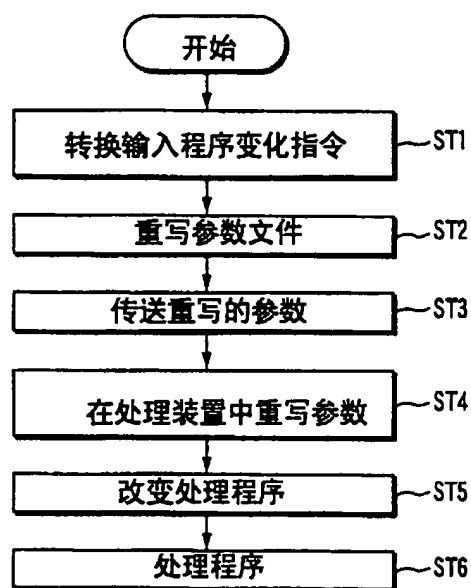 开始
转换输入程序变化指令 ST1
重写参数文件 ST2
传送重写的参数 ST3
在处理装置中重写参数 ST4
改变处理程序 ST5
处理程序 ST6